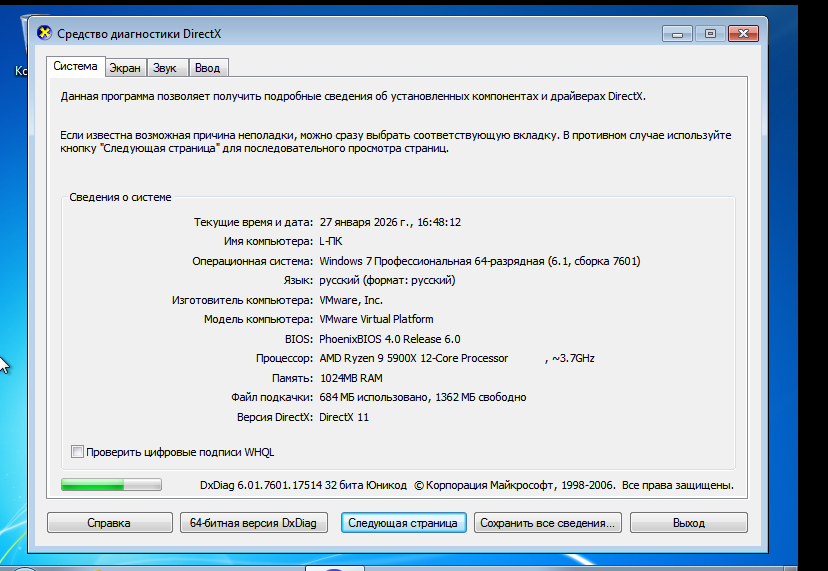 Ко
Средство диагностики DirectX
Система Экран Звук Ввод
Данная программа позволяет получить подробные сведения об установленных компонентах и драйверах DirectX.
Если известна возможная причина неполадки, можно сразу выбрать соответствующую вкладку. В противном случае используйте
кнопку "Следующая страница" для последовательного просмотра страниц.
Сведения о системе
Текущие время и дата: 27 января 2026 г., 16:48:12
Имя компьютера: L-ПК
Операционная система: Windows 7 Профессиональная 64-разрядная (6.1, сборка 7601)
Язык: русский (формат: русский)
Изготовитель компьютера: VMware, Inc.
Модель компьютера: VMware Virtual Platform
BIOS: PhoenixBIOS 4.0 Release 6.0
Процессор: AMD Ryzen 9 5900X 12-Core Processor , ~3.7GHz
Память: 1024MB RAM
Файл подкачки: 684 МБ использовано, 1362 МБ свободно
Версия DirectX: DirectX 11
Проверить цифровые подписи WHQL
DxDiag 6.01.7601.17514 32 бита Юникод © Корпорация Майкрософт, 1998-2006. Все права защищены.
Справка 64-битная версия DxDiag Следующая страница Сохранить все сведения... Выход